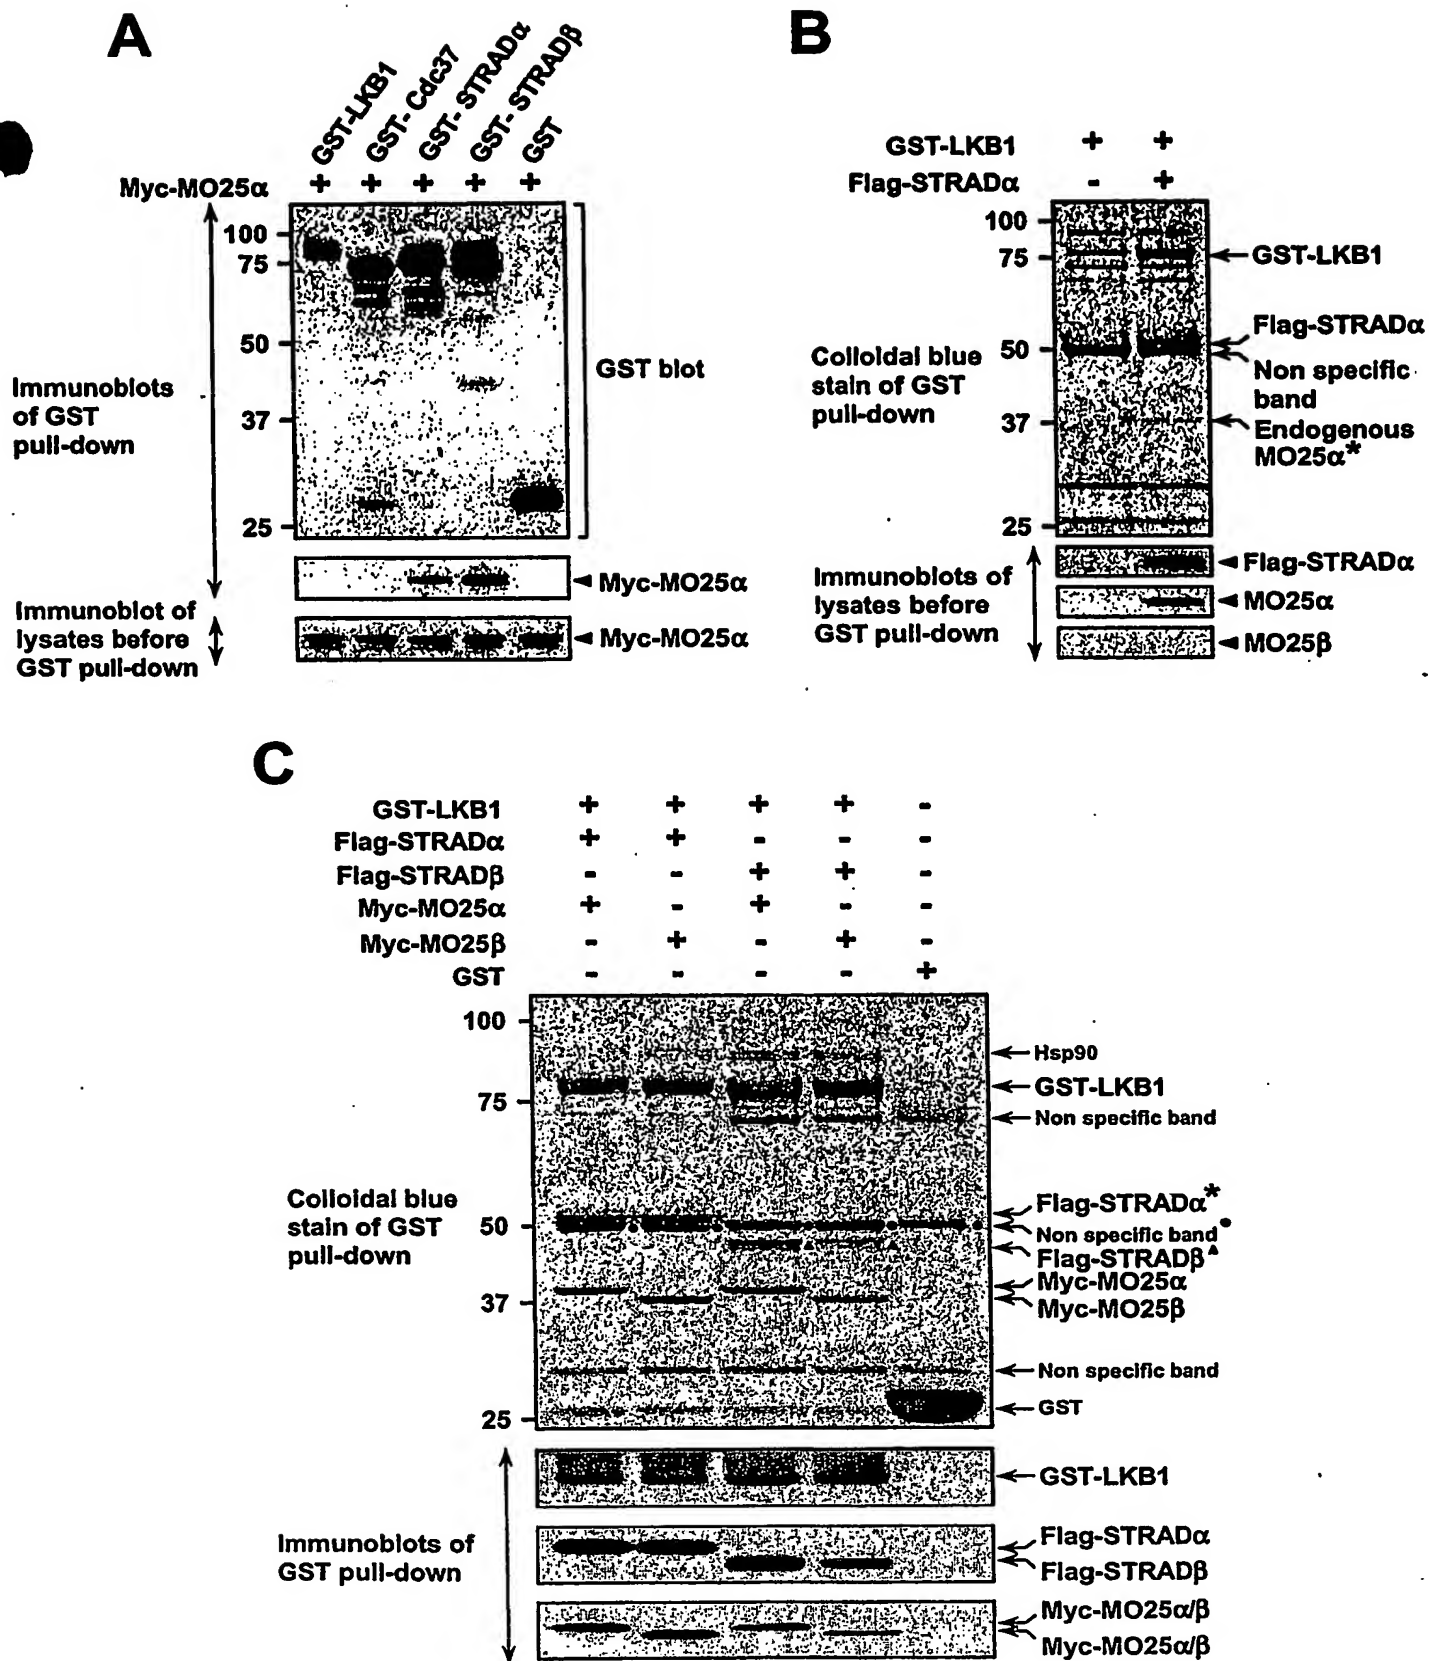 A
GST-LKB1
GST- Cdc37
GST- STRADα
GST- STRADβ
GST
Myc-MO25α + + + + +
100
75
50
37
25
Immunoblots
of GST
pull-down
GST blot
Myc-MO25α
Immunoblot of
lysates before
GST pull-down
Myc-MO25α
B
GST-LKB1 + +
Flag-STRADα - +
100
75
50
37
25
Colloidal blue
stain of GST
pull-down
GST-LKB1
Flag-STRADα
Non specific
band
Endogenous
MO25α*
Immunoblots of
lysates before
GST pull-down
Flag-STRADα
MO25α
MO25β
C
GST-LKB1 + + + + -
Flag-STRADα + + - - -
Flag-STRADβ - - + + -
Myc-MO25α + - + - -
Myc-MO25β - + - + -
GST - - - - +
100
75
50
37
25
Colloidal blue
stain of GST
pull-down
Hsp90
GST-LKB1
Non specific band
Flag-STRADα*
Non specific band●
Flag-STRADβ▲
Myc-MO25α
Myc-MO25β
Non specific band
GST
Immunoblots of
GST pull-down
GST-LKB1
Flag-STRADα
Flag-STRADβ
Myc-MO25α/β
Myc-MO25α/β